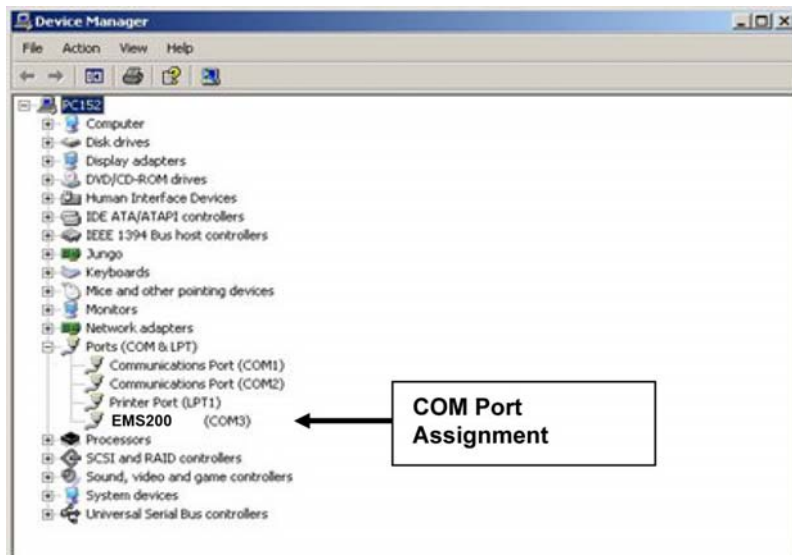 Device Manager
File Action View Help
PC152
Computer
Disk drives
Display adapters
DVD/CD-ROM drives
Human Interface Devices
IDE ATA/ATAPI controllers
IEEE 1394 Bus host controllers
Jungo
Keyboards
Mice and other pointing devices
Monitors
Network adapters
Ports (COM & LPT)
Communications Port (COM1)
Communications Port (COM2)
Printer Port (LPT1)
EMS200 (COM3)
Processors
SCSI and RAID controllers
Sound, video and game controllers
System devices
Universal Serial Bus controllers
COM Port
Assignment